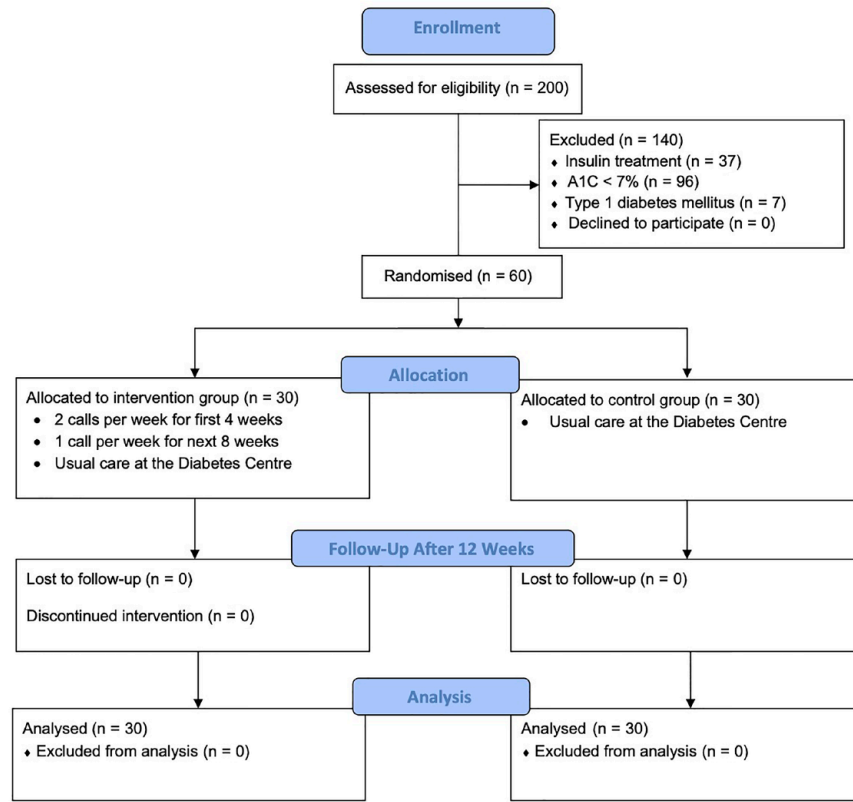 Enrollment
Assessed for eligibility (n = 200)
Excluded (n = 140)
♦ Insulin treatment (n = 37)
♦ A1C < 7% (n = 96)
♦ Type 1 diabetes mellitus (n = 7)
♦ Declined to participate (n = 0)
Randomised (n = 60)
Allocation
Allocated to intervention group (n = 30)
• 2 calls per week for first 4 weeks
• 1 call per week for next 8 weeks
• Usual care at the Diabetes Centre
Allocated to control group (n = 30)
• Usual care at the Diabetes Centre
Follow-Up After 12 Weeks
Lost to follow-up (n = 0)
Discontinued intervention (n = 0)
Lost to follow-up (n = 0)
Analysis
Analysed (n = 30)
♦ Excluded from analysis (n = 0)
Analysed (n = 30)
♦ Excluded from analysis (n = 0)